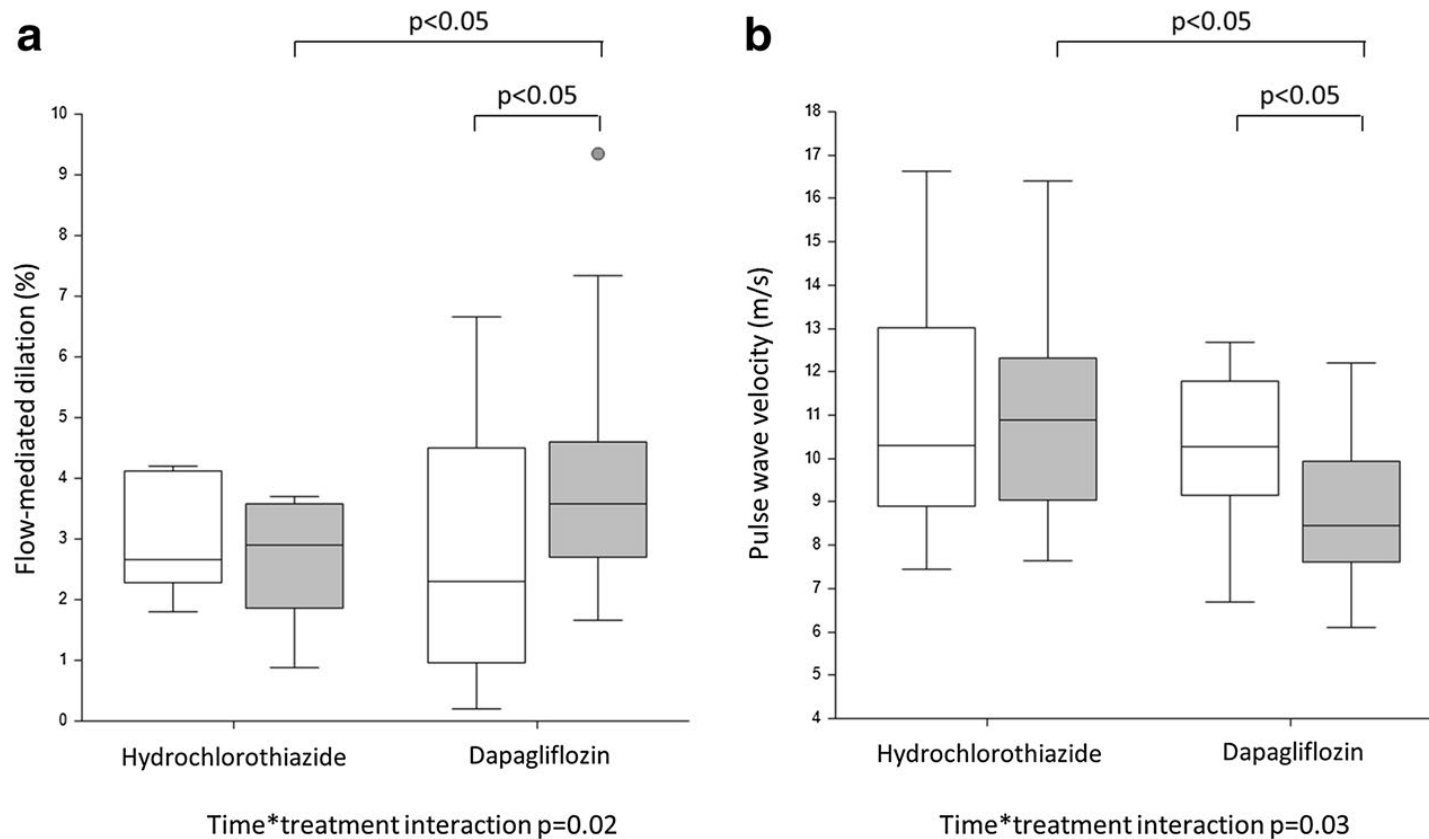 a
p<0.05
p<0.05
Flow-mediated dilation (%)
10
9
8
7
6
5
4
3
2
1
0
Hydrochlorothiazide
Dapagliflozin
Time*treatment interaction p=0.02
b
p<0.05
p<0.05
Pulse wave velocity (m/s)
18
17
16
15
14
13
12
11
10
9
8
7
6
5
4
Hydrochlorothiazide
Dapagliflozin
Time*treatment interaction p=0.03